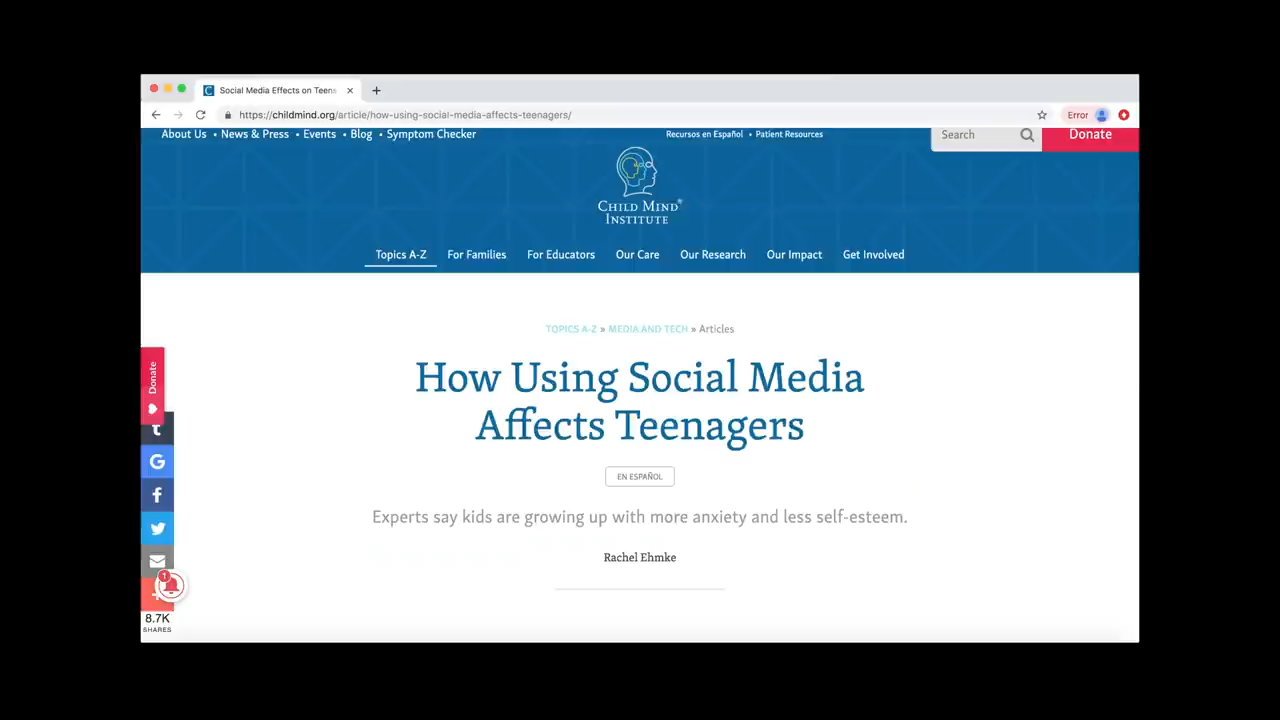 Social Media Effects on Teens
https://childmind.org/article/how-using-social-media-affects-teenagers/
Error
About Us • News & Press • Events • Blog • Symptom Checker
Recursos en Español • Patient Resources
Search
Donate
CHILD MIND®
INSTITUTE
Topics A-Z For Families For Educators Our Care Our Research Our Impact Get Involved
TOPICS A-Z » MEDIA AND TECH » Articles
How Using Social Media
Affects Teenagers
EN ESPAÑOL
Experts say kids are growing up with more anxiety and less self-esteem.
Rachel Ehmke
Donate
t
G
f
1
8.7K
SHARES